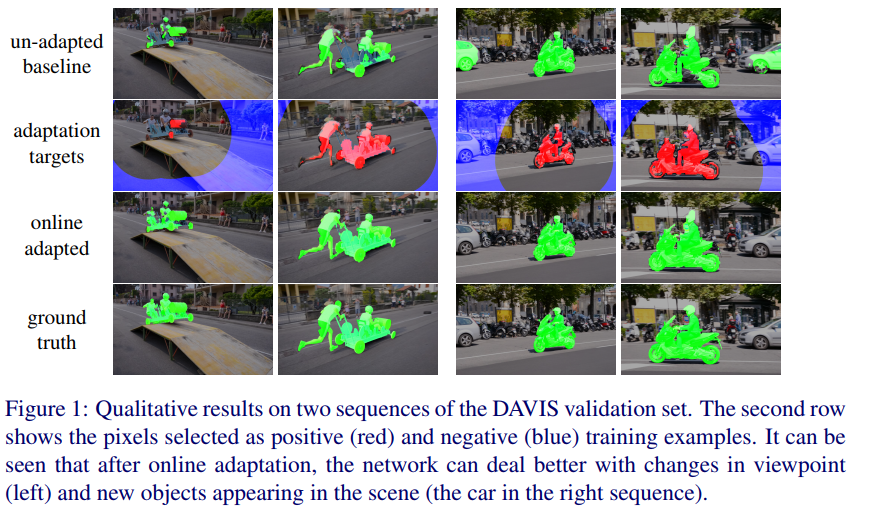 un-adapted
baseline
adaptation
targets
online
adapted
ground
truth
Figure 1: Qualitative results on two sequences of the DAVIS validation set. The second row
shows the pixels selected as positive (red) and negative (blue) training examples. It can be
seen that after online adaptation, the network can deal better with changes in viewpoint
(left) and new objects appearing in the scene (the car in the right sequence).